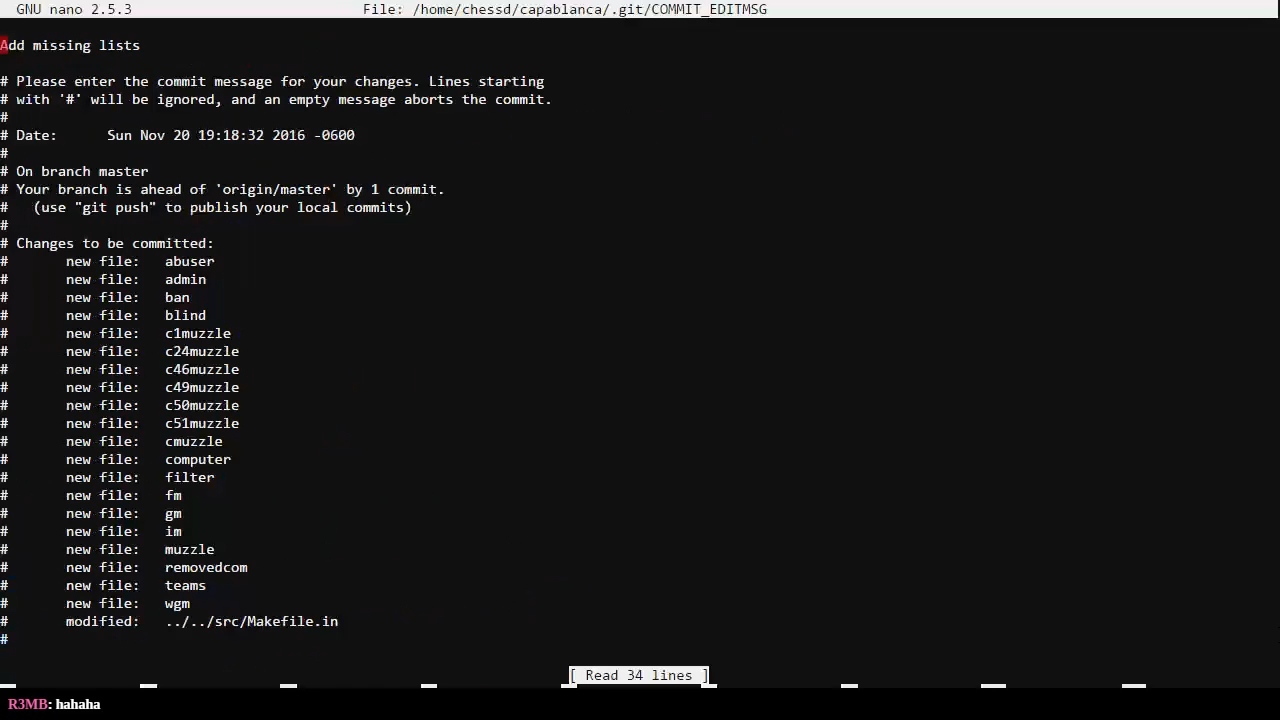 GNU nano 2.5.3 File: /home/chessd/capablanca/.git/COMMIT_EDITMSG
Add missing lists
# Please enter the commit message for your changes. Lines starting
# with '#' will be ignored, and an empty message aborts the commit.
#
# Date:      Sun Nov 20 19:18:32 2016 -0600
#
# On branch master
# Your branch is ahead of 'origin/master' by 1 commit.
#   (use "git push" to publish your local commits)
#
# Changes to be committed:
#       new file:   abuser
#       new file:   admin
#       new file:   ban
#       new file:   blind
#       new file:   c1muzzle
#       new file:   c24muzzle
#       new file:   c46muzzle
#       new file:   c49muzzle
#       new file:   c50muzzle
#       new file:   c51muzzle
#       new file:   cmuzzle
#       new file:   computer
#       new file:   filter
#       new file:   fm
#       new file:   gm
#       new file:   im
#       new file:   muzzle
#       new file:   removedcom
#       new file:   teams
#       new file:   wgm
#       modified:   ../../src/Makefile.in
#
[ Read 34 lines ]
R3MB: hahaha